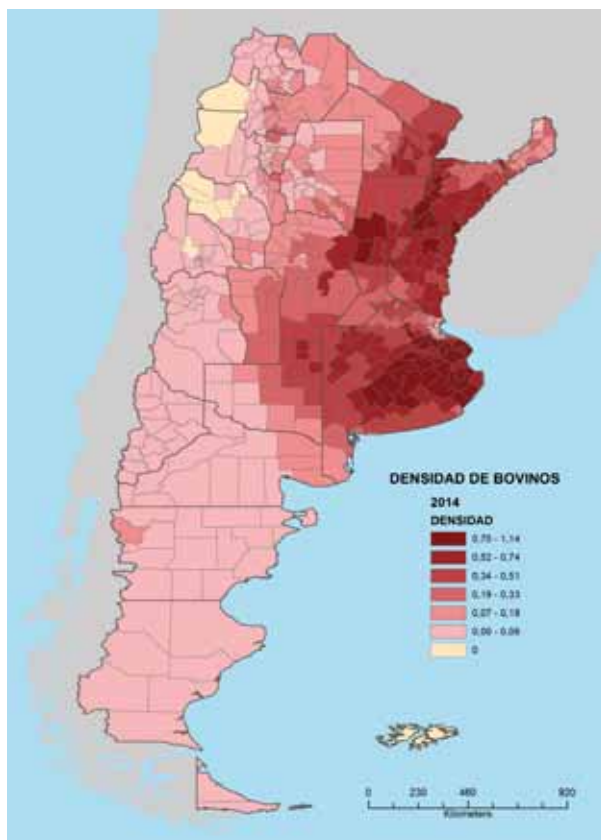 DENSIDAD DE BOVINOS
2014
DENSIDAD
0,75 - 1,14
0,52 - 0,74
0,34 - 0,51
0,19 - 0,33
0,07 - 0,18
0,00 - 0,06
0
0 230 460 920
Kilometers